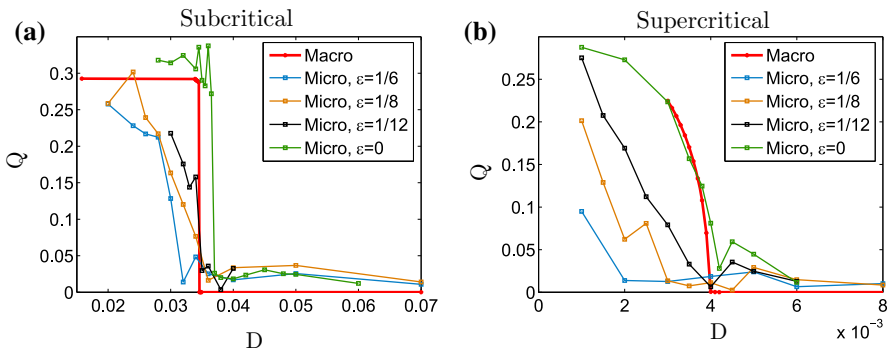 Subcritical
(a)
Q
0.3
0.25
0.2
0.15
0.1
0.05
0
0.02 0.03 0.04 0.05 0.06 0.07
D
Macro
Micro, ε=1/6
Micro, ε=1/8
Micro, ε=1/12
Micro, ε=0
Supercritical
(b)
Q
0.25
0.2
0.15
0.1
0.05
0
0 2 4 6 8
x 10⁻³
D
Macro
Micro, ε=1/6
Micro, ε=1/8
Micro, ε=1/12
Micro, ε=0